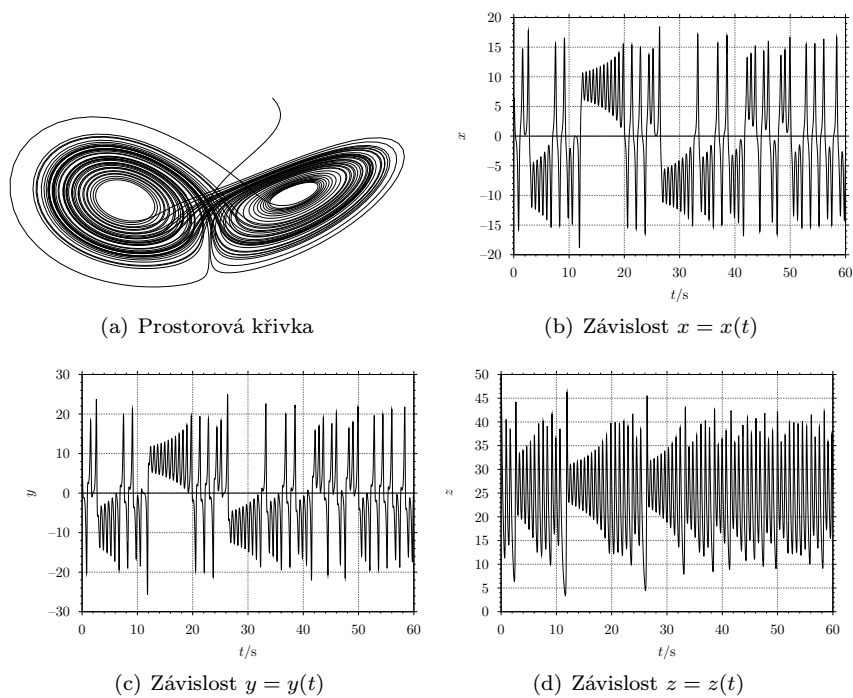 (a) Prostorová křivka
20
15
10
5
0
−5
−10
−15
−20
x
0 10 20 30 40 50 60
t/s
(b) Závislost x = x(t)
30
20
10
0
−10
−20
−30
y
0 10 20 30 40 50 60
t/s
(c) Závislost y = y(t)
50
45
40
35
30
25
20
15
10
5
0
z
0 10 20 30 40 50 60
t/s
(d) Závislost z = z(t)